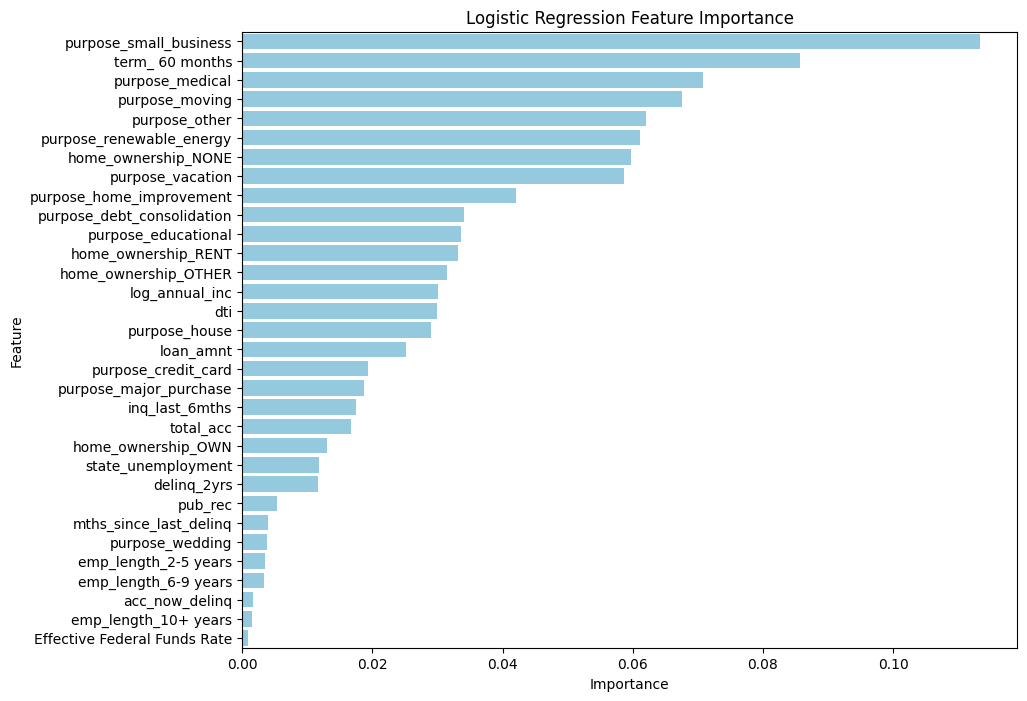 Logistic Regression Feature Importance
purpose_small_business
term_ 60 months
purpose_medical
purpose_moving
purpose_other
purpose_renewable_energy
home_ownership_NONE
purpose_vacation
purpose_home_improvement
purpose_debt_consolidation
purpose_educational
home_ownership_RENT
home_ownership_OTHER
log_annual_inc
dti
purpose_house
loan_amnt
purpose_credit_card
purpose_major_purchase
inq_last_6mths
total_acc
home_ownership_OWN
state_unemployment
delinq_2yrs
pub_rec
mths_since_last_delinq
purpose_wedding
emp_length_2-5 years
emp_length_6-9 years
acc_now_delinq
emp_length_10+ years
Effective Federal Funds Rate
Feature
0.00 0.02 0.04 0.06 0.08 0.10
Importance